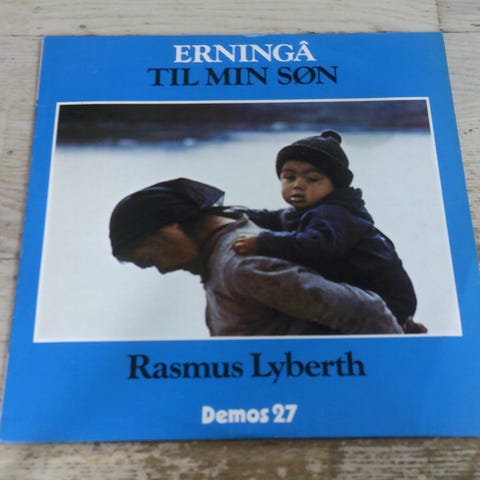 ERNINGÂ
TIL MIN SØN
Rasmus Lyberth
Demos 27